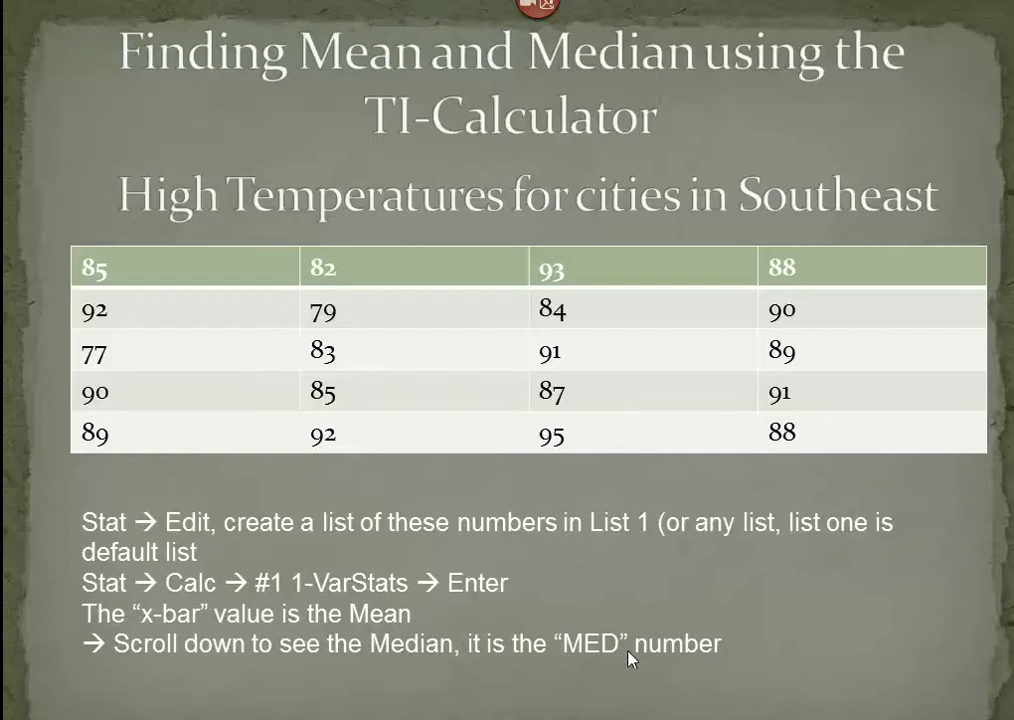 Finding Mean and Median using the
TI-Calculator
High Temperatures for cities in Southeast
85 82 93 88
92 79 84 90
77 83 91 89
90 85 87 91
89 92 95 88
Stat → Edit, create a list of these numbers in List 1 (or any list, list one is
default list
Stat → Calc → #1 1-VarStats → Enter
The “x-bar” value is the Mean
→ Scroll down to see the Median, it is the “MED” number